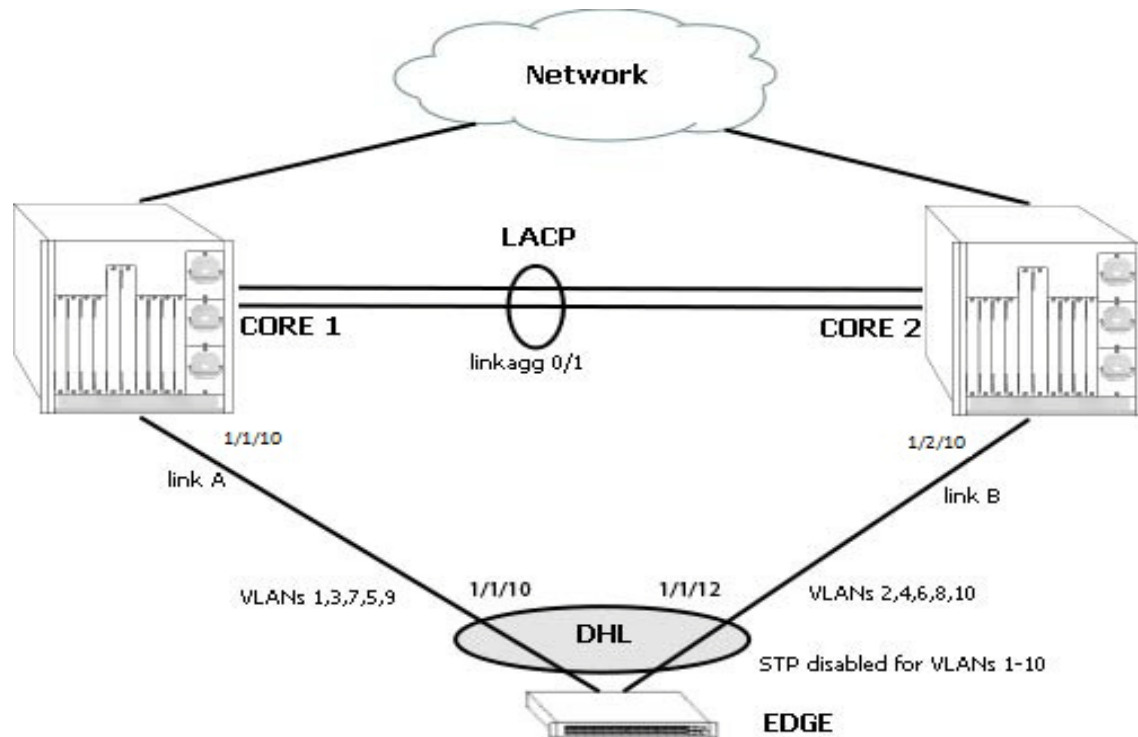 Network
LACP
CORE 1
CORE 2
linkagg 0/1
1/1/10
1/2/10
link A
link B
VLANs 1,3,7,5,9
1/1/10
1/1/12
VLANs 2,4,6,8,10
DHL
STP disabled for VLANs 1-10
EDGE